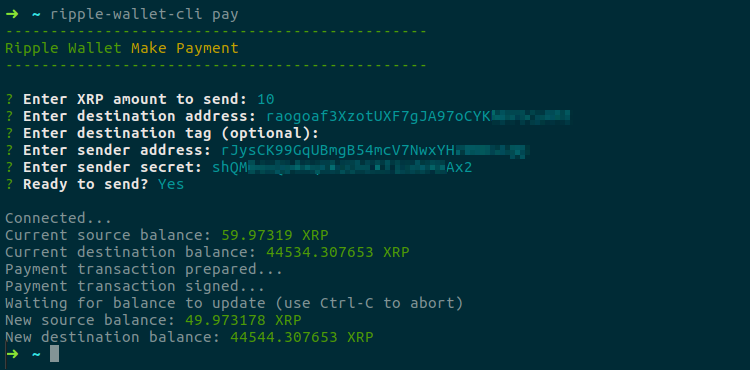 ➜ ~ ripple-wallet-cli pay
-----------------------------------------------
Ripple Wallet Make Payment
-----------------------------------------------
? Enter XRP amount to send: 10
? Enter destination address: raogoaf3XzotUXF7gJA97oCYK
? Enter destination tag (optional):
? Enter sender address: rJysCK99GqUBmgB54mcV7NwxYH
? Enter sender secret: shQM Ax2
? Ready to send? Yes
Connected...
Current source balance: 59.97319 XRP
Current destination balance: 44534.307653 XRP
Payment transaction prepared...
Payment transaction signed...
Waiting for balance to update (use Ctrl-C to abort)
New source balance: 49.973178 XRP
New destination balance: 44544.307653 XRP
➜ ~